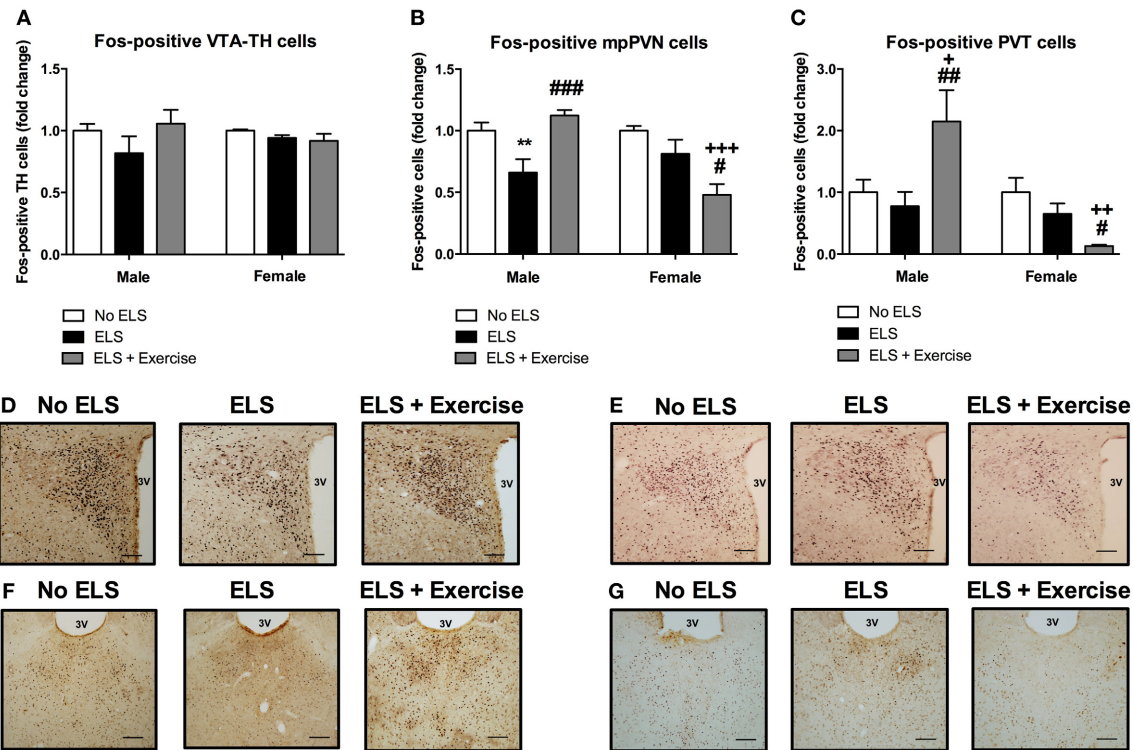 A
Fos-positive VTA-TH cells
Fos-positive TH cells (fold change)
1.5
1.0
0.5
0.0
Male
Female
No ELS
ELS
ELS + Exercise
B
Fos-positive mpPVN cells
Fos-positive cells (fold change)
1.5
1.0
0.5
0.0
**
###
+++
#
Male
Female
No ELS
ELS
ELS + Exercise
C
Fos-positive PVT cells
Fos-positive cells (fold change)
3.0
2.0
1.0
0.0
+
##
++
#
Male
Female
No ELS
ELS
ELS + Exercise
D No ELS ELS ELS + Exercise
3V 3V 3V
E No ELS ELS ELS + Exercise
3V 3V 3V
F No ELS ELS ELS + Exercise
3V 3V 3V
G No ELS ELS ELS + Exercise
3V 3V 3V